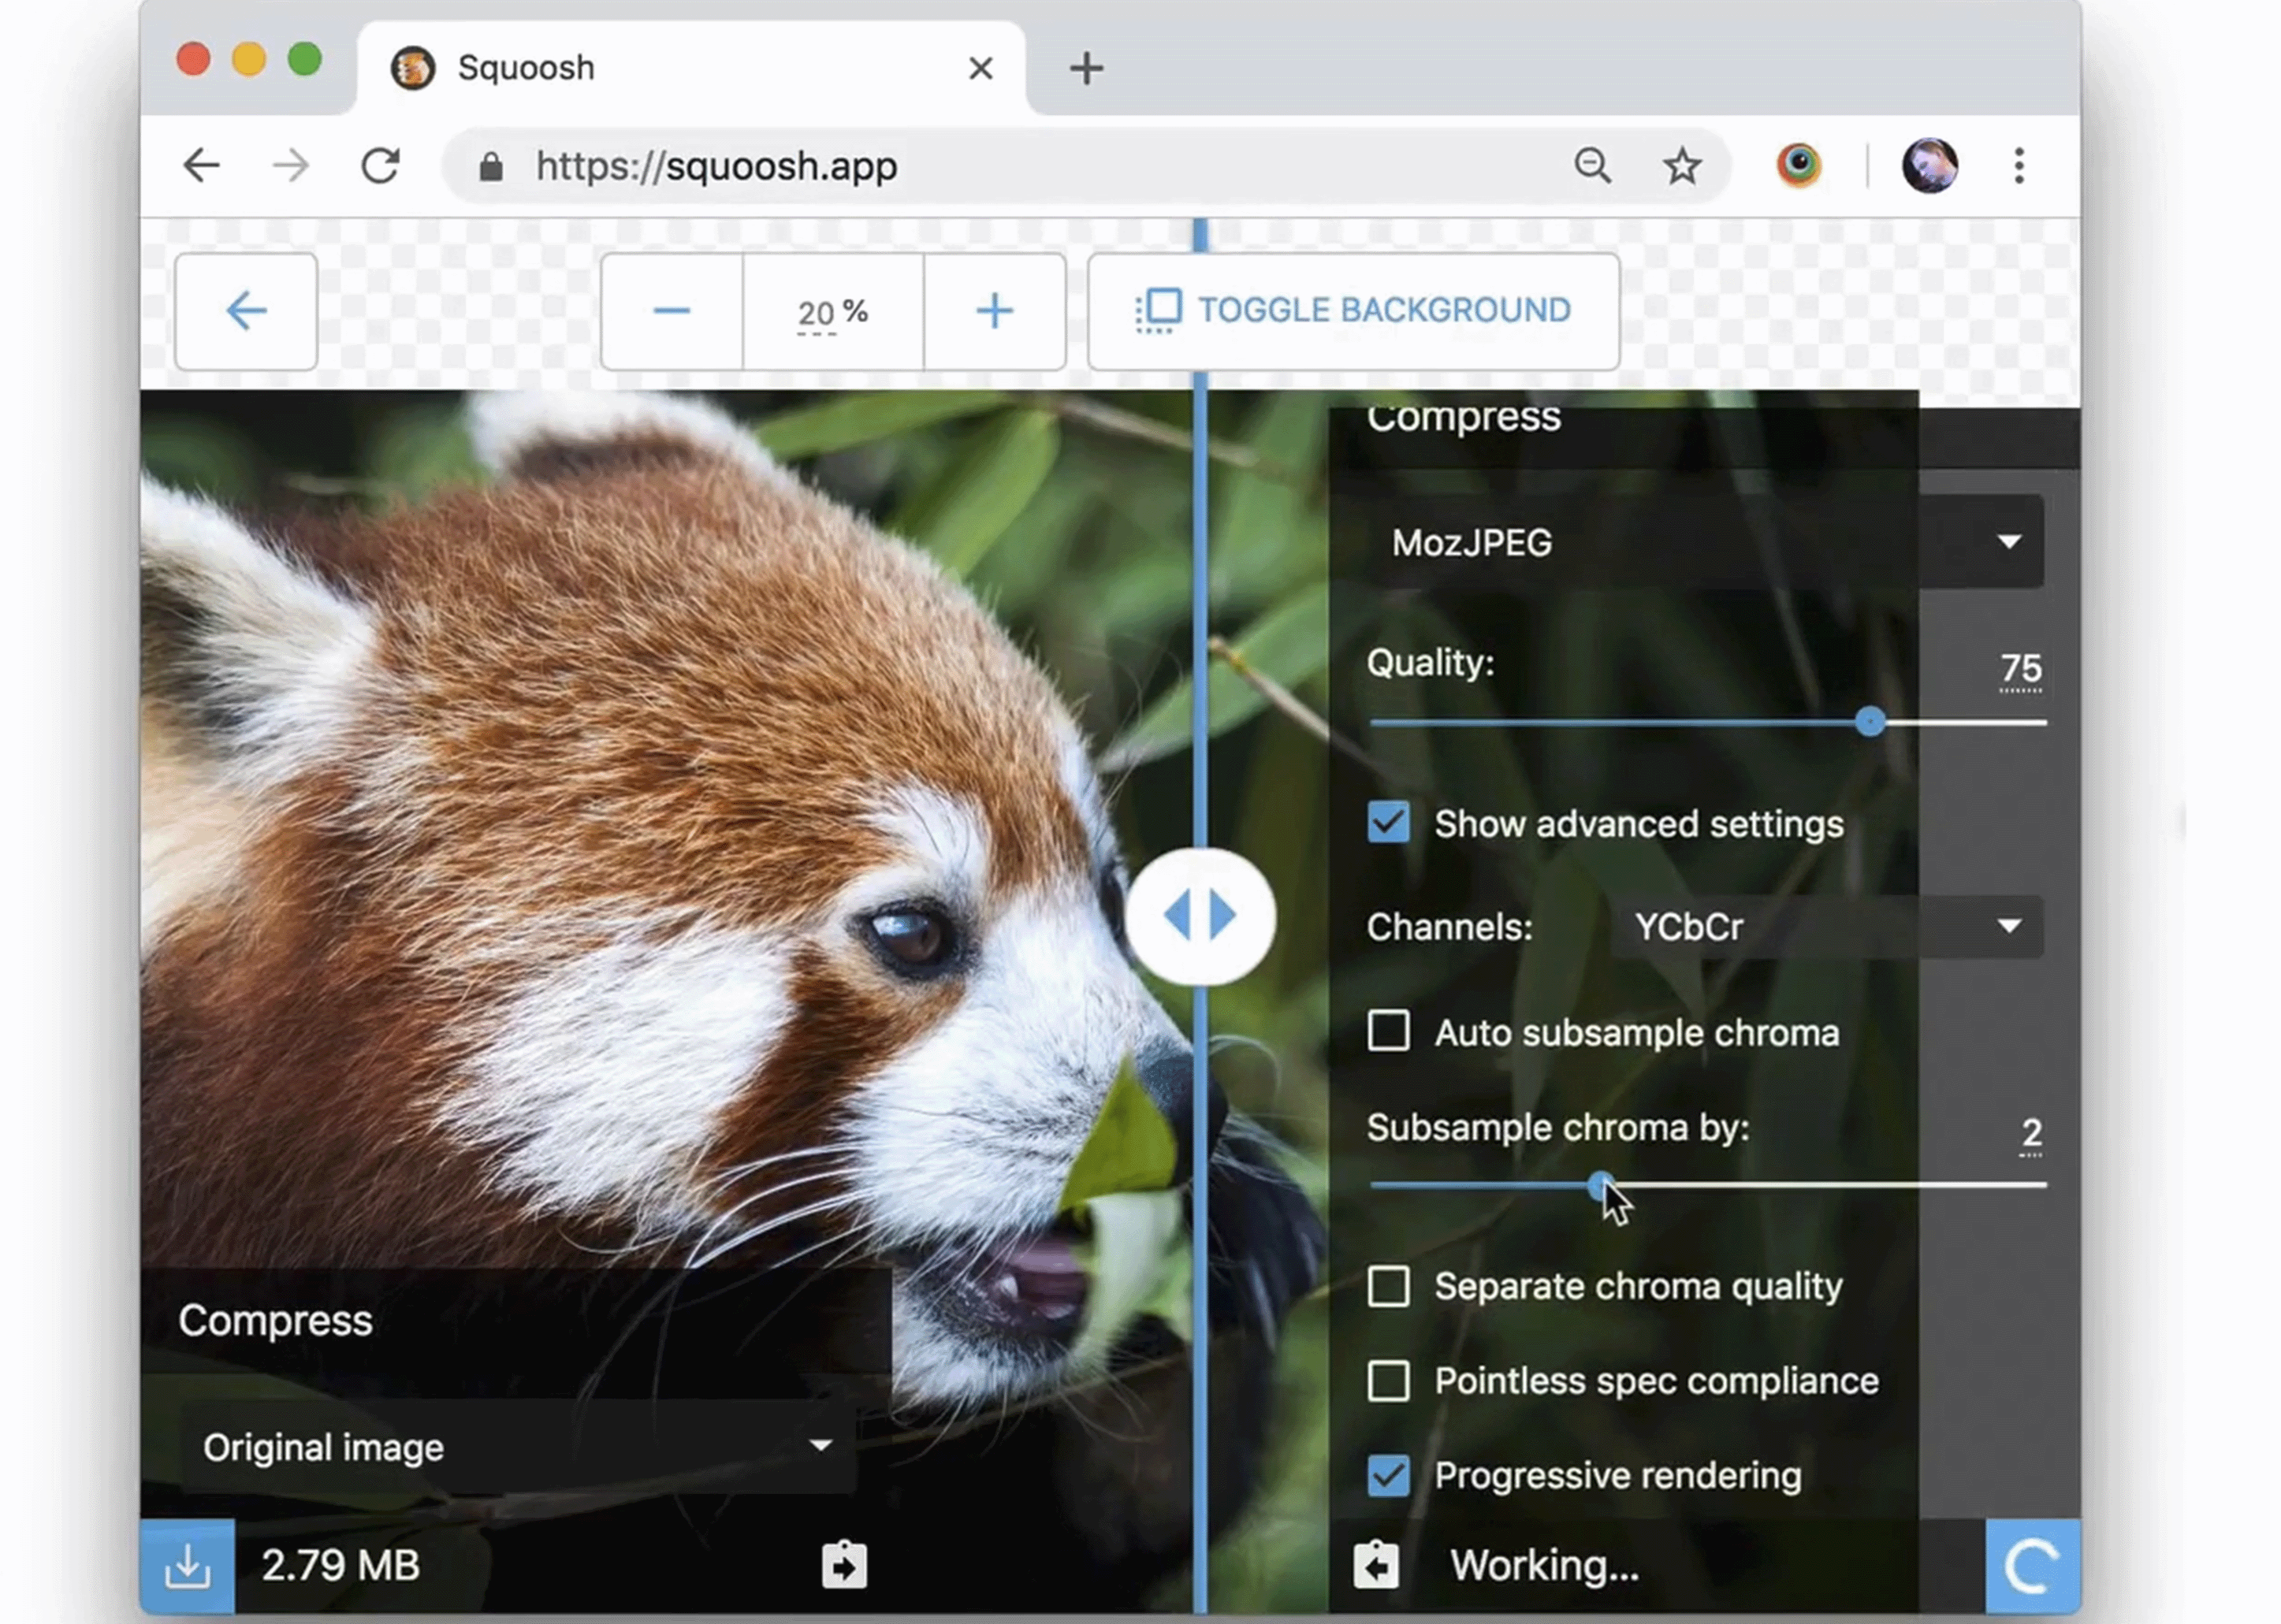 Squoosh
https://squoosh.app
20 %
TOGGLE BACKGROUND
Compress
MozJPEG
Quality: 75
Show advanced settings
Channels: YCbCr
Auto subsample chroma
Subsample chroma by: 2
Separate chroma quality
Pointless spec compliance
Progressive rendering
Working...
Compress
Original image
2.79 MB